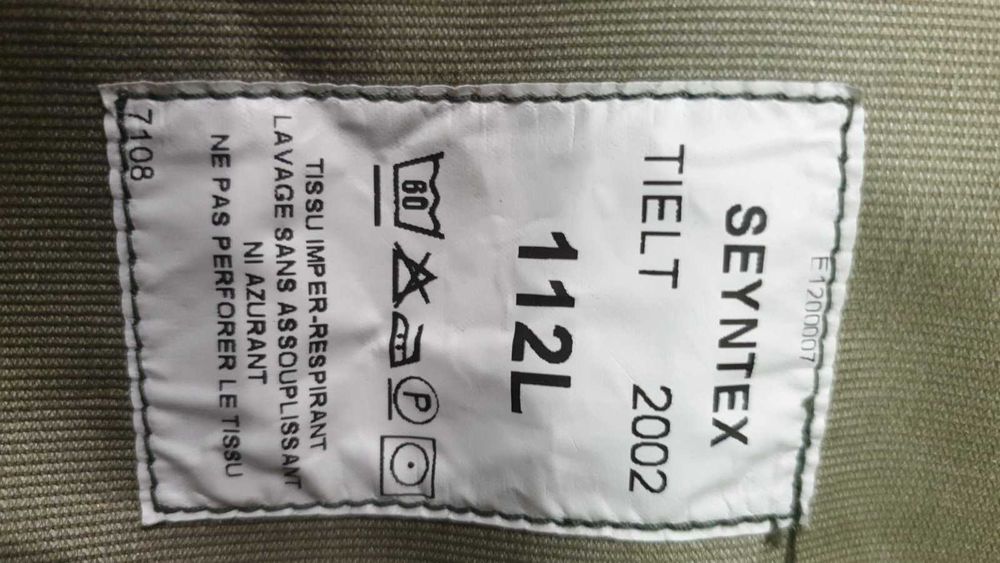 E1200007
SEYNTEX
TIELT 2002
112L
60 P
TISSU IMPER-RESPIRANT
LAVAGE SANS ASSOUPLISSANT
NI AZURANT
NE PAS PERFORER LE TISSU
7108